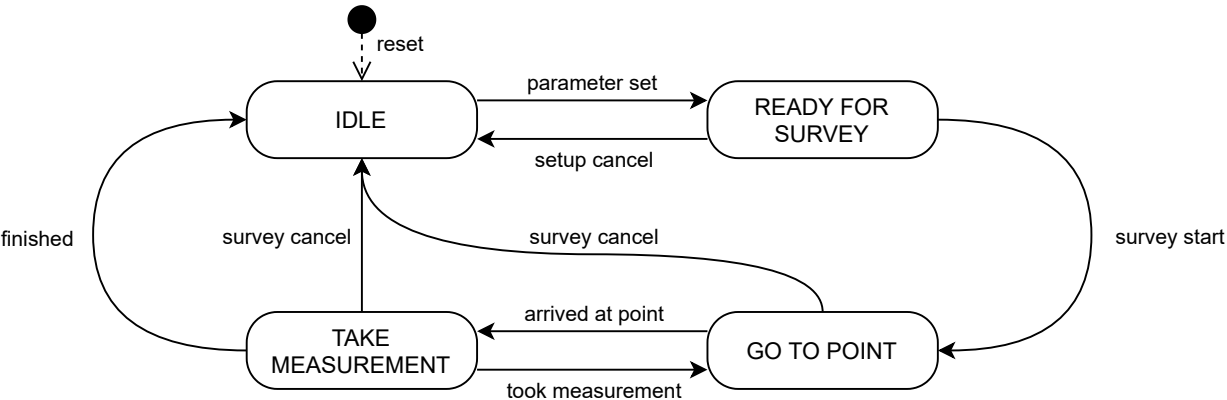 reset
parameter set
IDLE
READY FOR
SURVEY
setup cancel
finished
survey cancel
survey cancel
survey start
arrived at point
TAKE
MEASUREMENT
GO TO POINT
took measurement